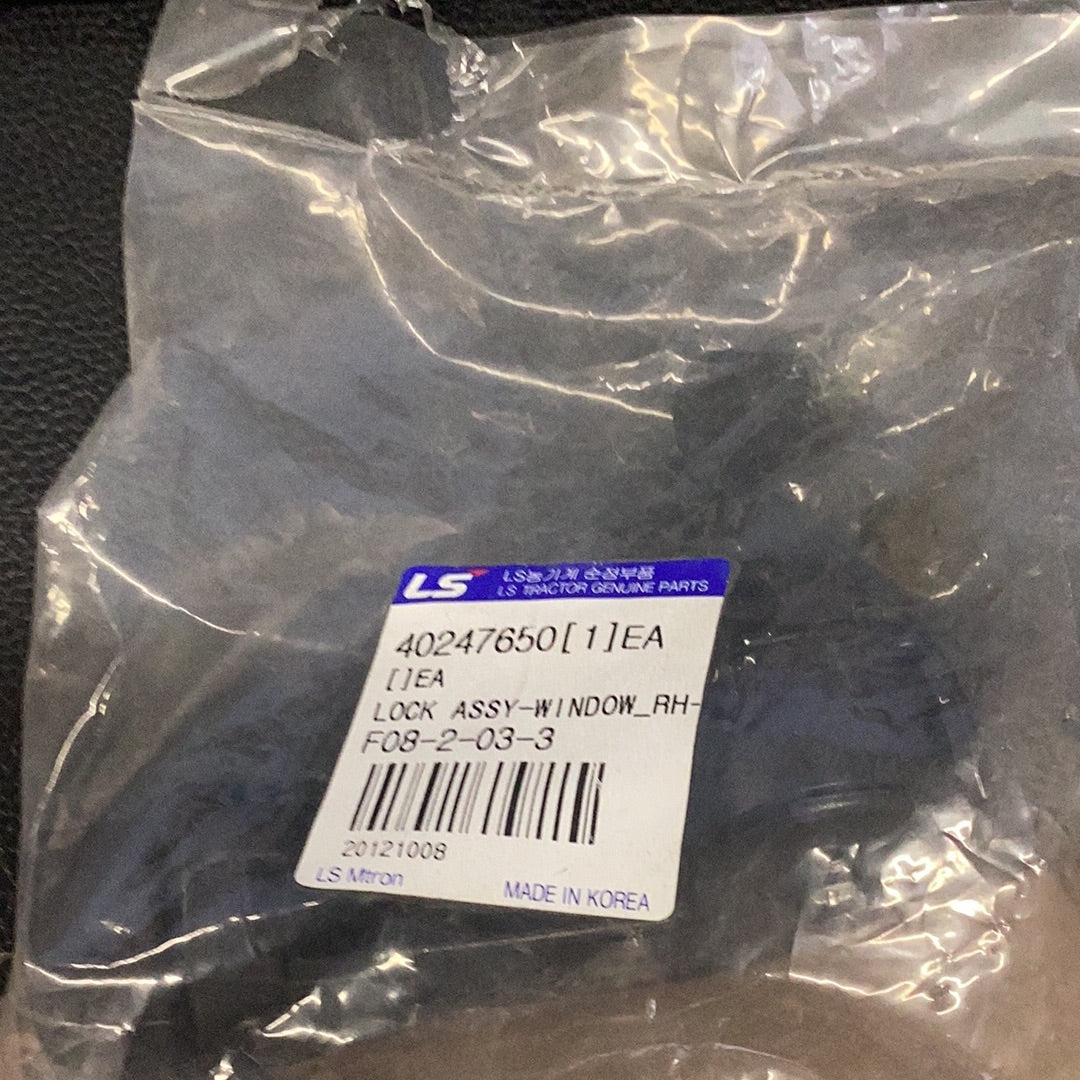 LS LS농기계 순정부품
LS TRACTOR GENUINE PARTS
40247650[1]EA
[]EA
LOCK ASSY-WINDOW_RH-
F08-2-03-3
20121008
LS Mtron MADE IN KOREA